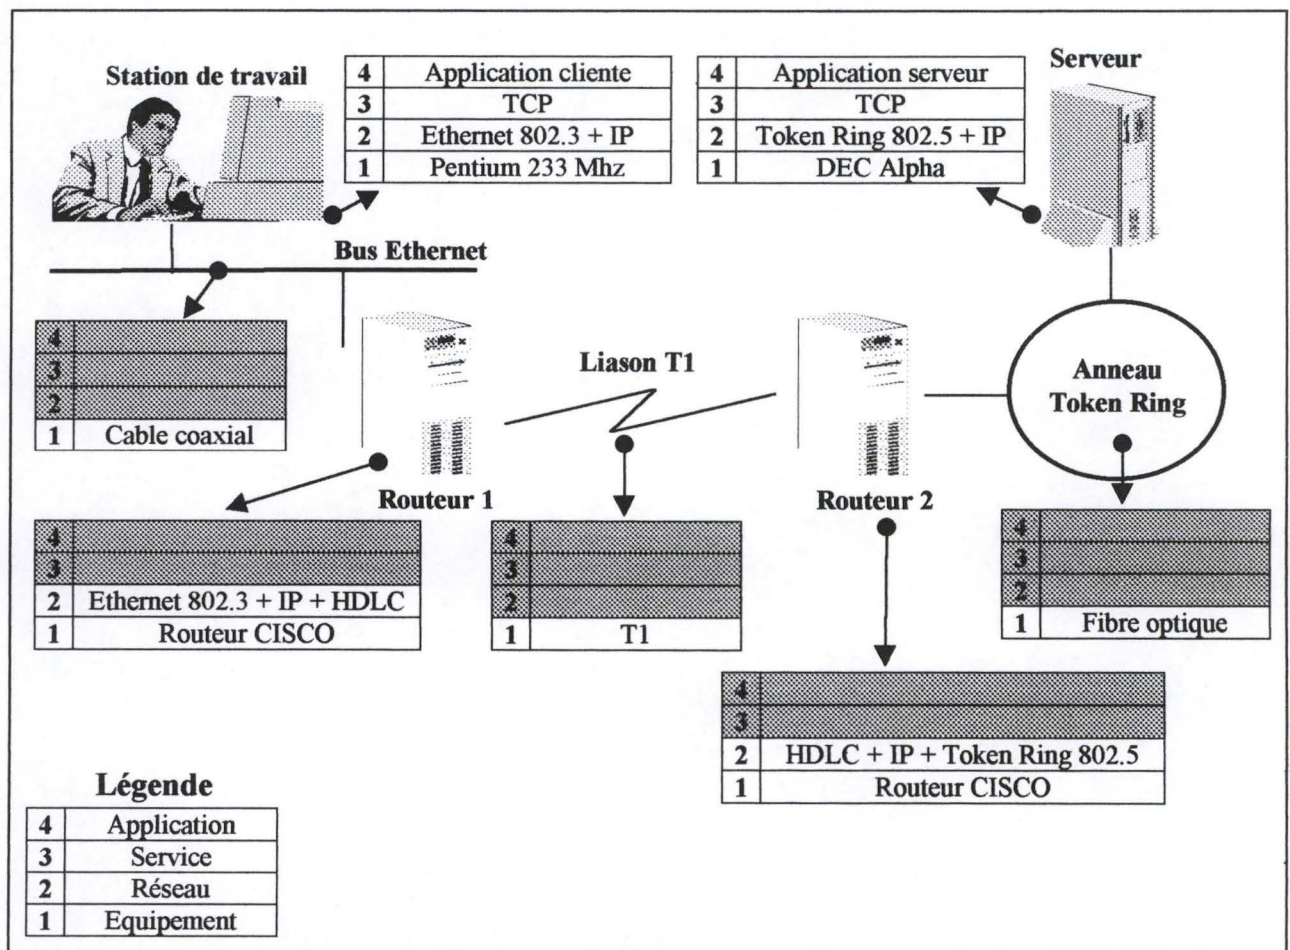 Station de travail
4 Application cliente
3 TCP
2 Ethernet 802.3 + IP
1 Pentium 233 Mhz
4 Application serveur
3 TCP
2 Token Ring 802.5 + IP
1 DEC Alpha
Serveur
Bus Ethernet
4
3
2
1 Cable coaxial
Liason T1
Anneau
Token Ring
Routeur 1
Routeur 2
4
3
2 Ethernet 802.3 + IP + HDLC
1 Routeur CISCO
4
3
2
1 T1
4
3
2
1 Fibre optique
4
3
2 HDLC + IP + Token Ring 802.5
1 Routeur CISCO
Légende
4 Application
3 Service
2 Réseau
1 Equipement